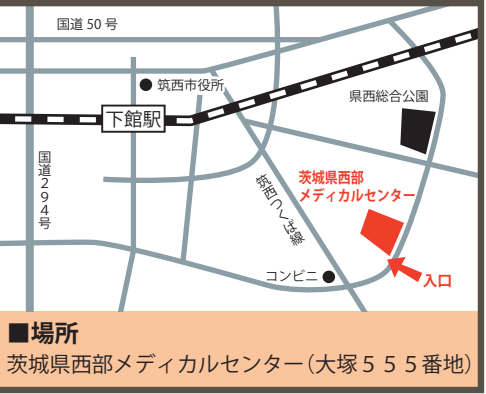 国道50号
筑西市役所
県西総合公園
下館駅
国道294号
茨城県西部
メディカルセンター
筑西つくば線
コンビニ
入口
■場所
茨城県西部メディカルセンター（大塚５５５番地）